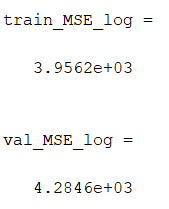 train_MSE_log =
3.9562e+03
val_MSE_log =
4.2846e+03